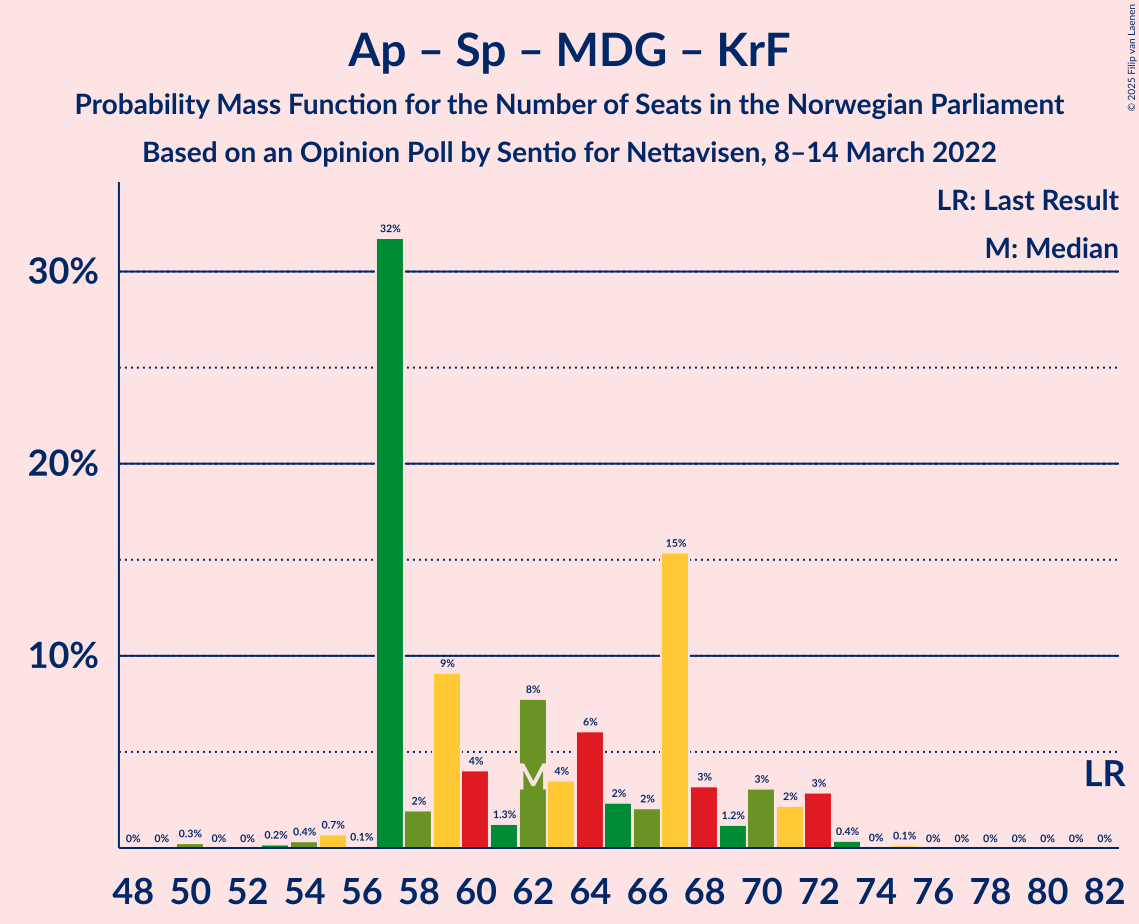 Ap – Sp – MDG – KrF
Probability Mass Function for the Number of Seats in the Norwegian Parliament
Based on an Opinion Poll by Sentio for Nettavisen, 8–14 March 2022
© 2025 Filip van Laenen
LR: Last Result
M: Median
30%
20%
10%
0% 0% 0.3% 0% 0% 0.2% 0.4% 0.7% 0.1% 32% 2% 9% 4% 1.3% 8% 4% 6% 2% 2% 15% 3% 1.2% 3% 2% 3% 0.4% 0% 0.1% 0% 0% 0% 0% 0% 0% 0%
M
LR
48 50 52 54 56 58 60 62 64 66 68 70 72 74 76 78 80 82